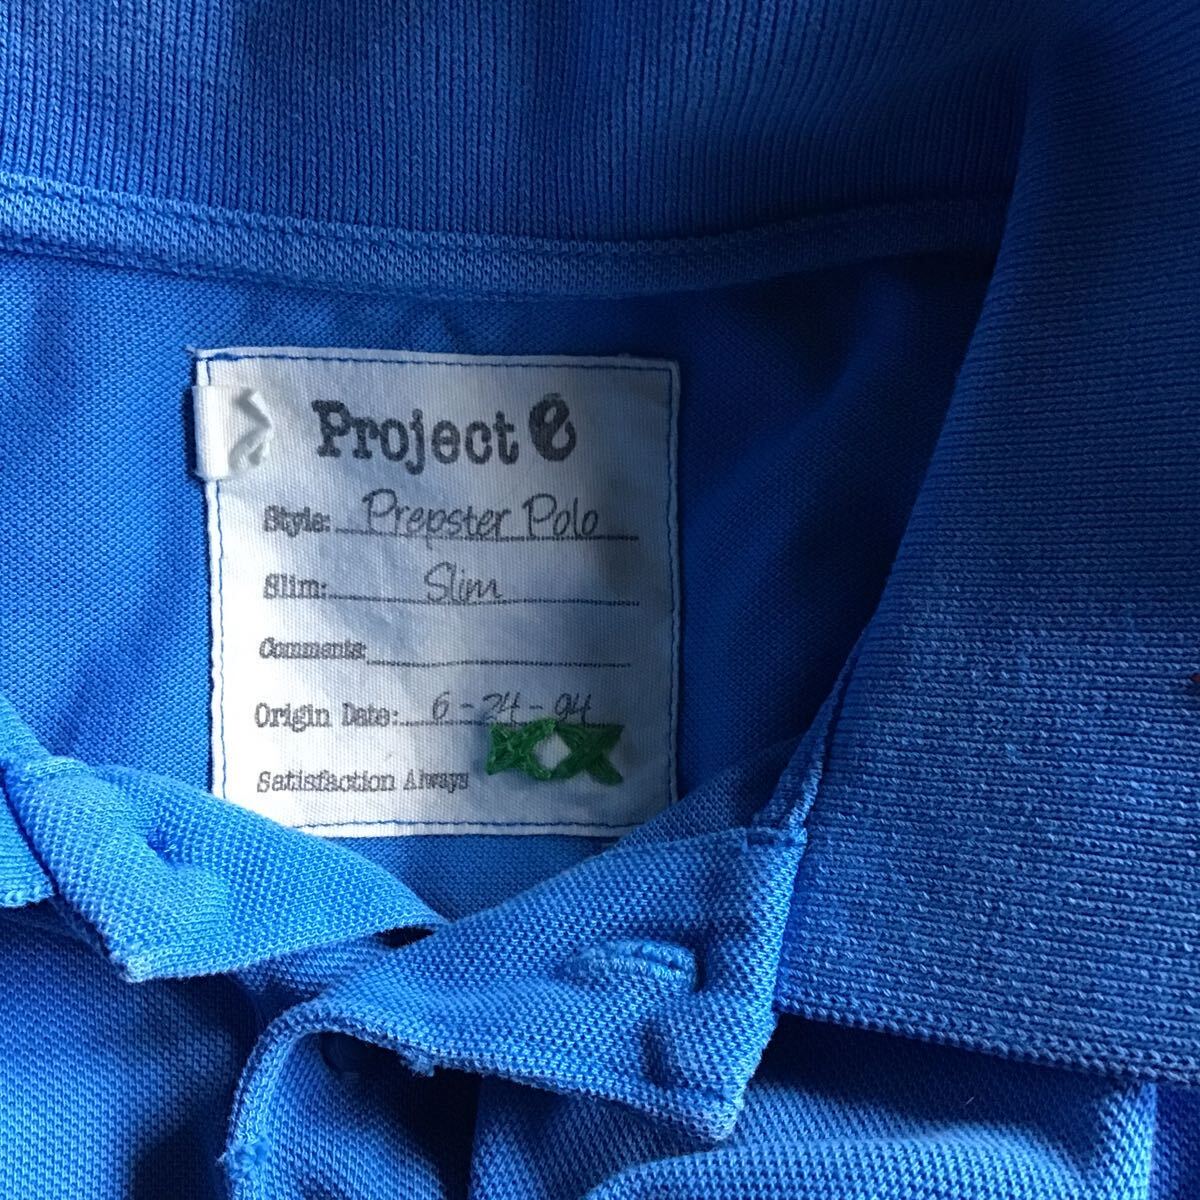 Project e
Style: Prepster Polo
Slim: Slim
Comments:
Origin Date: 6-24-94
Satisfaction Always